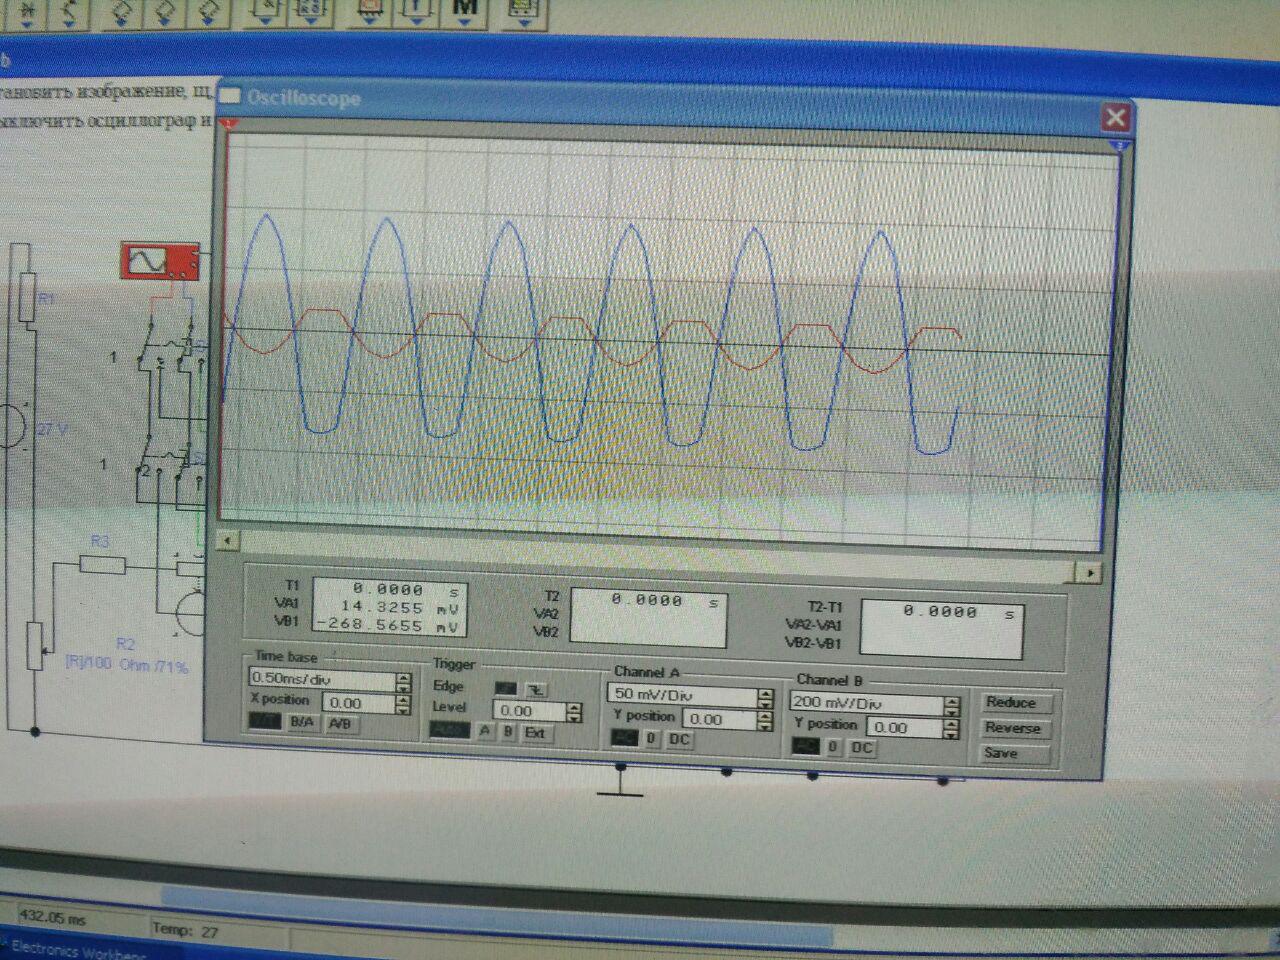 M
b
тановить изображение, щ
ыключить осциллограф и
Oscilloscope
1
2
R1
27 V
1
2
1
2
R3
R2
[R]/100 Ohm /71%
T1 0.0000 s
VA1 14.3255 mV
VB1 -268.5655 mV
T2 0.0000 s
VA2
VB2
T2-T1 0.0000 s
VA2-VA1
VB2-VB1
Time base
0.50ms/div
X position 0.00
Y/T B/A A/B
Trigger
Edge
Level 0.00
Auto A B Ext
Channel A
50 mV/Div
Y position 0.00
AC 0 DC
Channel B
200 mV/Div
Y position 0.00
AC 0 DC
Reduce
Reverse
Save
432.05 ms
Temp: 27
Electronics Workbenc